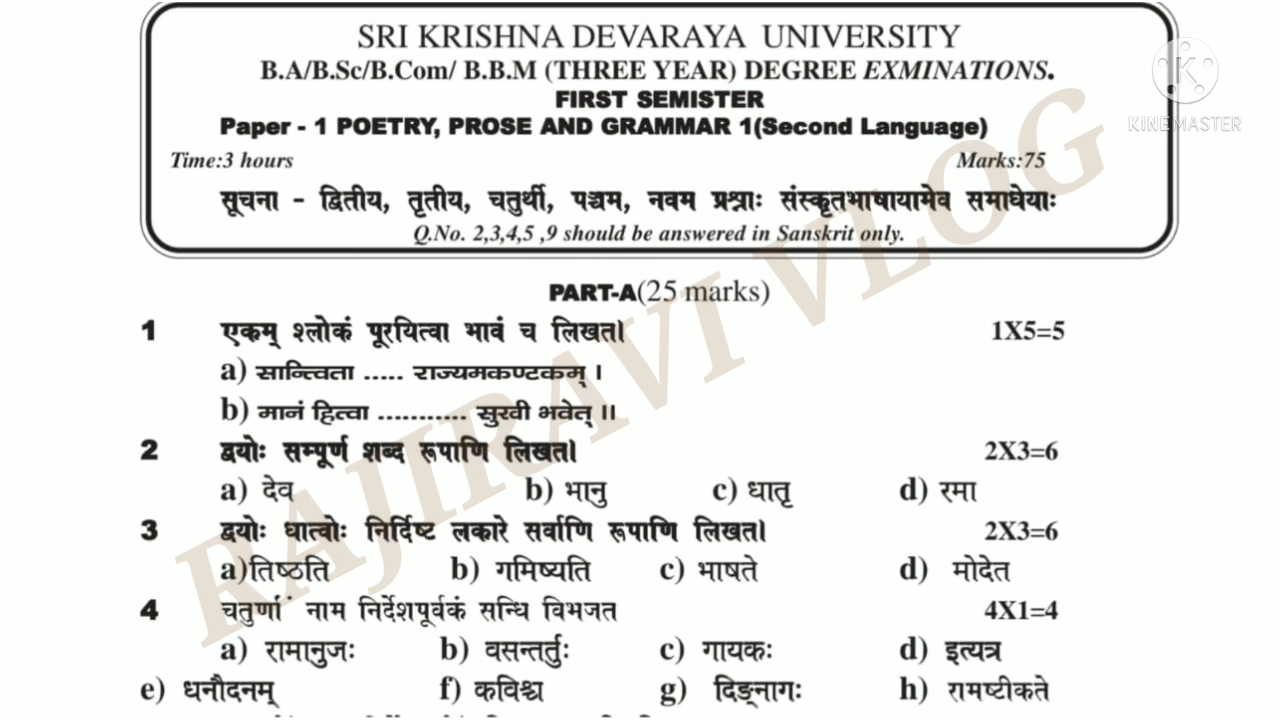 SRI KRISHNA DEVARAYA UNIVERSITY
B.A/B.Sc/B.Com/ B.B.M (THREE YEAR) DEGREE EXMINATIONS.
FIRST SEMISTER
Paper - 1 POETRY, PROSE AND GRAMMAR 1(Second Language)
Time:3 hours Marks:75
सूचना - द्वितीय, तृतीय, चतुर्थी, पञ्चम, नवम प्रश्नाः संस्कृतभाषायामेव समाधेयाः
Q.No. 2,3,4,5 ,9 should be answered in Sanskrit only.
KINEMASTER
RAJIRAVI VLOG
PART-A(25 marks)
1 एकम् श्लोकं पूरयित्वा भावं च लिखत। 1X5=5
a) सान्त्विता ..... राज्यमकण्टकम् ।
b) मानं हित्वा ........... सुखी भवेत् ॥
2 द्वयोः सम्पूर्ण शब्द रूपाणि लिखत। 2X3=6
a) देव b) भानु c) धातृ d) रमा
3 द्वयोः धात्वोः निर्दिष्ट लकारे सर्वाणि रूपाणि लिखत। 2X3=6
a)तिष्ठति b) गमिष्यति c) भाषते d) मोदेत
4 चतुर्णां नाम निर्देशपूर्वकं सन्धि विभजत 4X1=4
a) रामानुजः b) वसन्तर्तुः c) गायकः d) इत्यत्र
e) धनौदनम् f) कविश्च g) दिङ्नागः h) रामष्टीकते